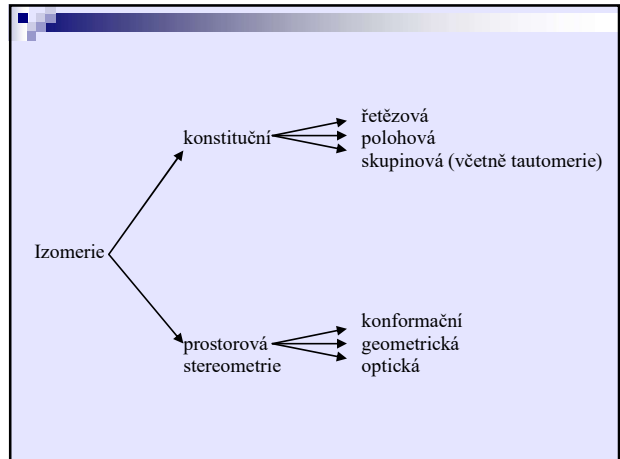 řetězová
konstituční
polohová
skupinová (včetně tautomerie)
Izomerie
konformační
prostorová
geometrická
stereometrie
optická